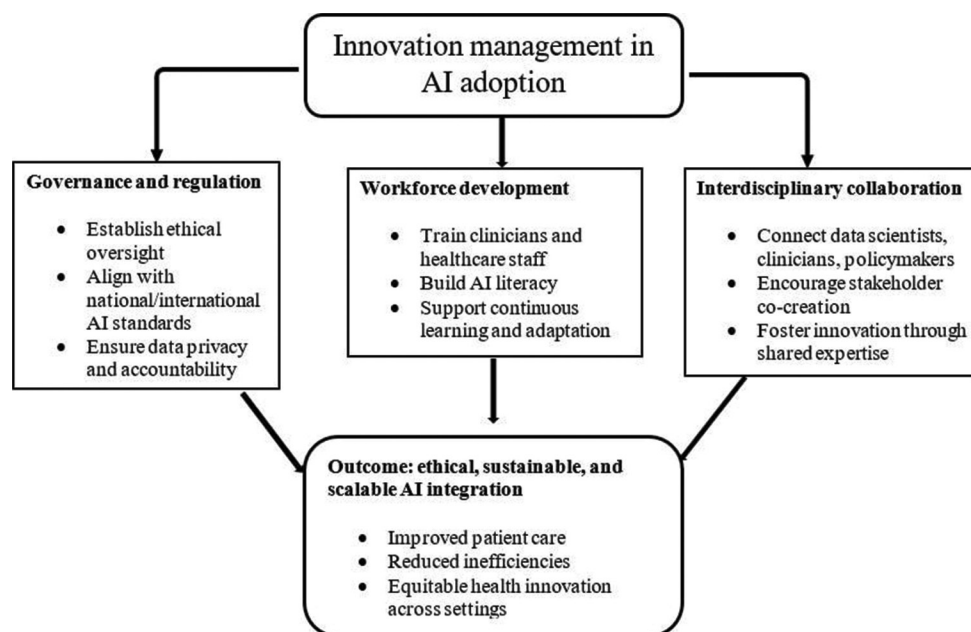 Innovation management in
AI adoption
Governance and regulation
• Establish ethical
oversight
• Align with
national/international
AI standards
• Ensure data privacy
and accountability
Workforce development
• Train clinicians and
healthcare staff
• Build AI literacy
• Support continuous
learning and adaptation
Interdisciplinary collaboration
• Connect data scientists,
clinicians, policymakers
• Encourage stakeholder
co-creation
• Foster innovation through
shared expertise
Outcome: ethical, sustainable, and
scalable AI integration
• Improved patient care
• Reduced inefficiencies
• Equitable health innovation
across settings